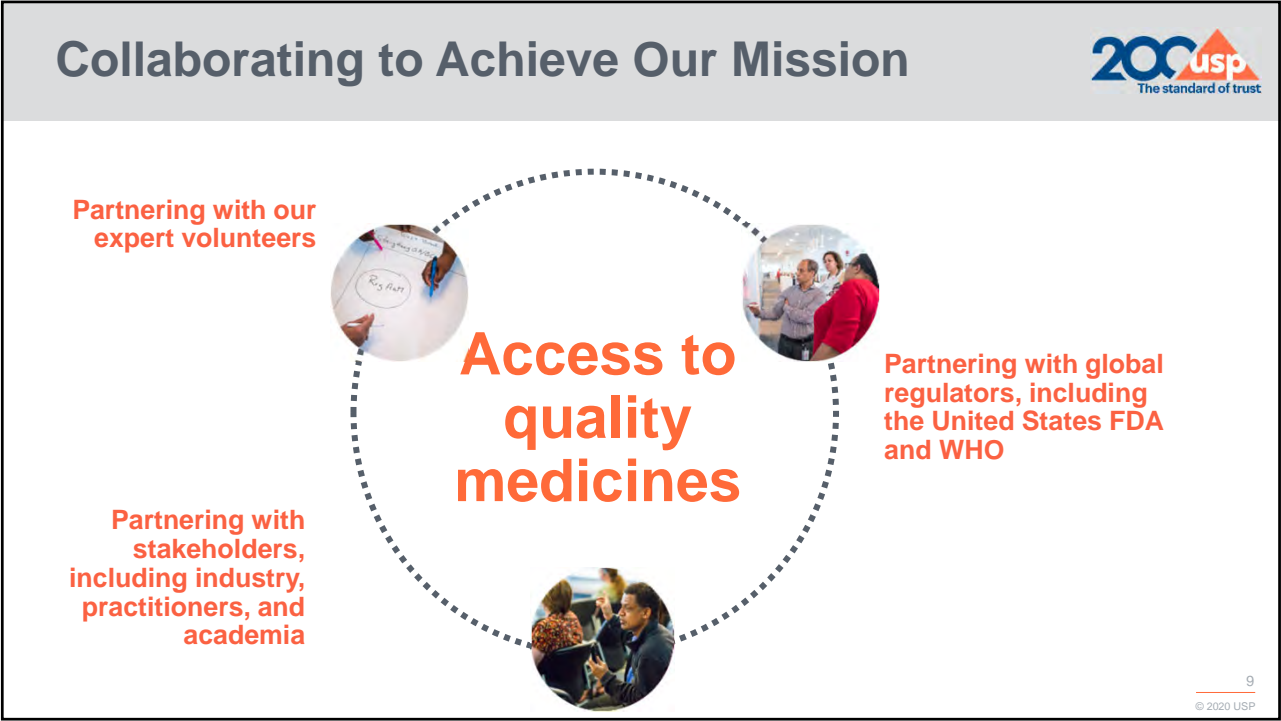 Collaborating to Achieve Our Mission
200 usp
The standard of trust
Partnering with our
expert volunteers
Reg Aff
Access to
quality
medicines
Partnering with global
regulators, including
the United States FDA
and WHO
Partnering with
stakeholders,
including industry,
practitioners, and
academia
9
© 2020 USP